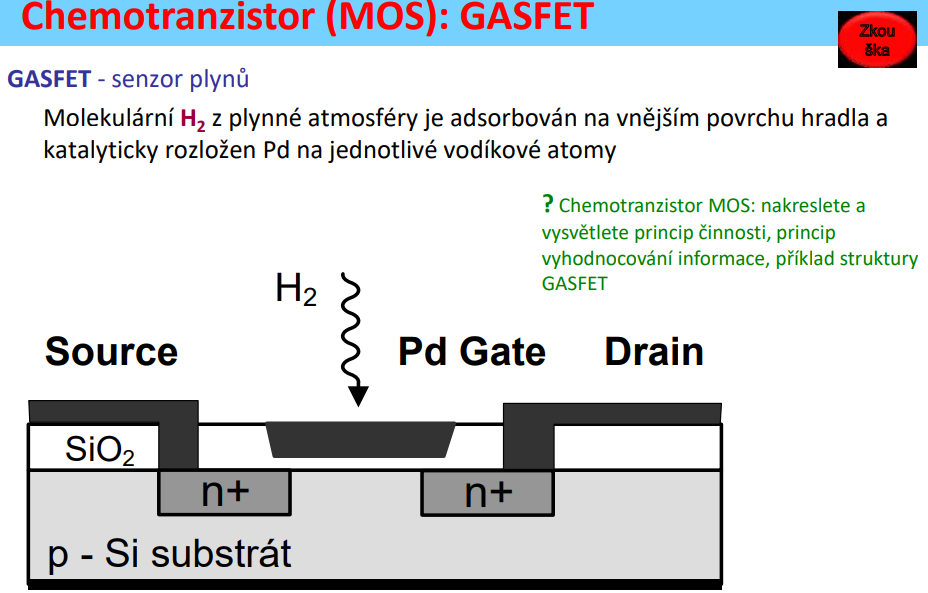 Chemotranzistor (MOS): GASFET
Zkou
ška
GASFET - senzor plynů
Molekulární H₂ z plynné atmosféry je adsorbován na vnějším povrchu hradla a
katalyticky rozložen Pd na jednotlivé vodíkové atomy
? Chemotranzistor MOS: nakreslete a
vysvětlete princip činnosti, princip
vyhodnocování informace, příklad struktury
GASFET
H₂
Source
Pd Gate
Drain
SiO₂
n+
n+
p - Si substrát